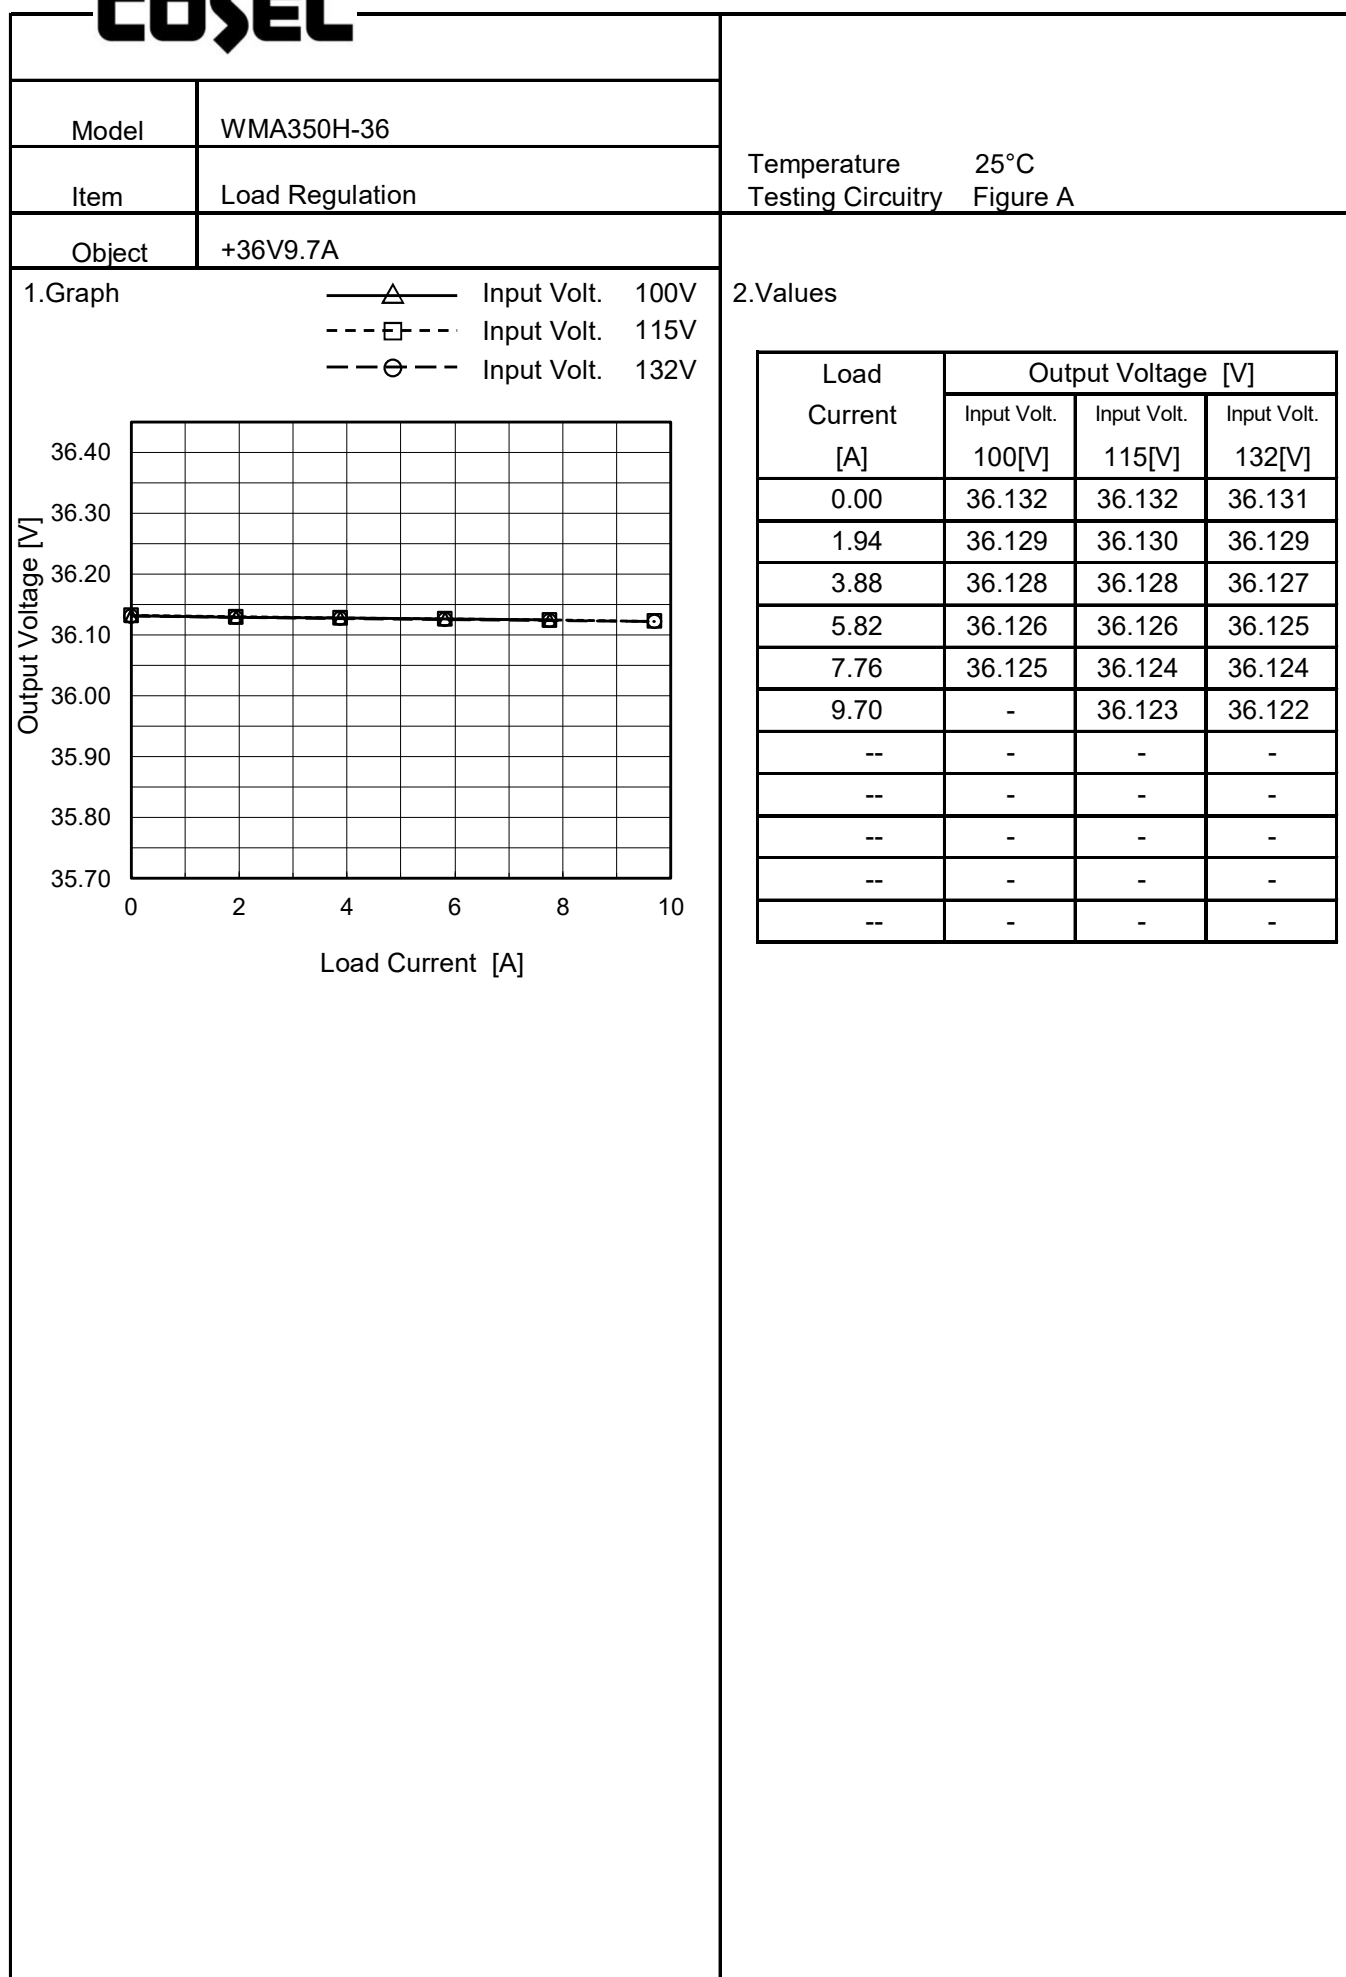 COSEL
Model WMA350H-36
Item Load Regulation
Object +36V9.7A
Temperature 25°C
Testing Circuitry Figure A
1.Graph
Input Volt. 100V
Input Volt. 115V
Input Volt. 132V
Output Voltage [V]
36.40
36.30
36.20
36.10
36.00
35.90
35.80
35.70
0 2 4 6 8 10
Load Current [A]
2.Values
Load Output Voltage [V]
Current Input Volt. Input Volt. Input Volt.
[A] 100[V] 115[V] 132[V]
0.00 36.132 36.132 36.131
1.94 36.129 36.130 36.129
3.88 36.128 36.128 36.127
5.82 36.126 36.126 36.125
7.76 36.125 36.124 36.124
9.70 - 36.123 36.122
-- - - -
-- - - -
-- - - -
-- - - -
-- - - -